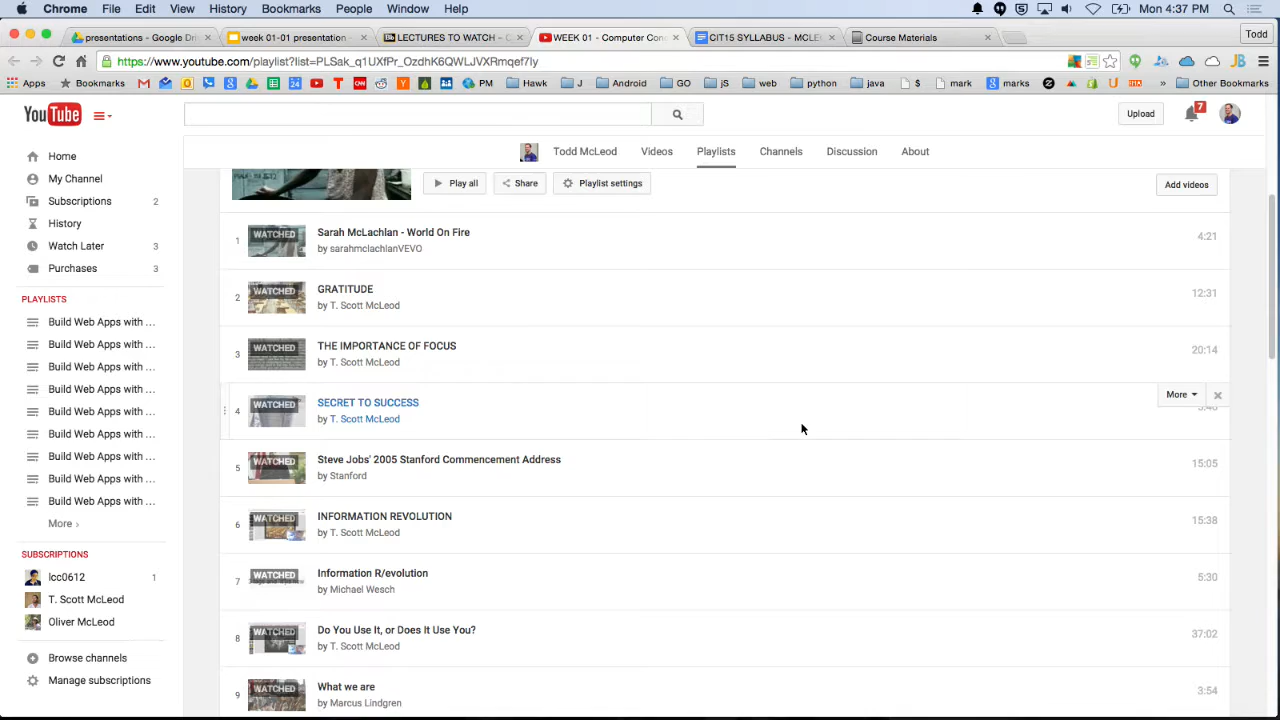 Chrome File Edit View History Bookmarks People Window Help Mon 4:37 PM
presentations - Google Dri week 01-01 presentation. LECTURES TO WATCH - WEEK 01 - Computer Con CIT15 SYLLABUS - MCLE Course Materials Todd
https://www.youtube.com/playlist?list=PLSak_q1UXfPr_OzdhK6QWLJVXRmqef7Iy
Apps Bookmarks PM Hawk J Android GO js web python java $ mark marks Other Bookmarks
YouTube Upload 7
Todd McLeod Videos Playlists Channels Discussion About
Play all Share Playlist settings Add videos
Home
My Channel
Subscriptions 2
History
Watch Later 3
Purchases 3
PLAYLISTS
Build Web Apps with ...
Build Web Apps with ...
Build Web Apps with ...
Build Web Apps with ...
Build Web Apps with ...
Build Web Apps with ...
Build Web Apps with ...
Build Web Apps with ...
Build Web Apps with ...
More ›
SUBSCRIPTIONS
lcc0612 1
T. Scott McLeod
Oliver McLeod
Browse channels
Manage subscriptions
1 WATCHED Sarah McLachlan - World On Fire 4:21
by sarahmclachlanVEVO
2 WATCHED GRATITUDE 12:31
by T. Scott McLeod
3 WATCHED THE IMPORTANCE OF FOCUS 20:14
by T. Scott McLeod
4 WATCHED SECRET TO SUCCESS More
by T. Scott McLeod
5 WATCHED Steve Jobs' 2005 Stanford Commencement Address 15:05
by Stanford
6 WATCHED INFORMATION REVOLUTION 15:38
by T. Scott McLeod
7 WATCHED Information R/evolution 5:30
by Michael Wesch
8 WATCHED Do You Use It, or Does It Use You? 37:02
by T. Scott McLeod
9 WATCHED What we are 3:54
by Marcus Lindgren